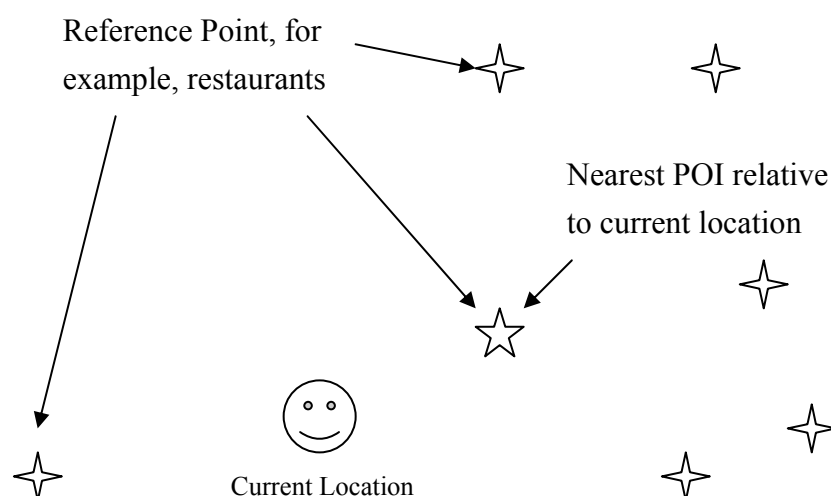 Reference Point, for
example, restaurants
Nearest POI relative
to current location
Current Location